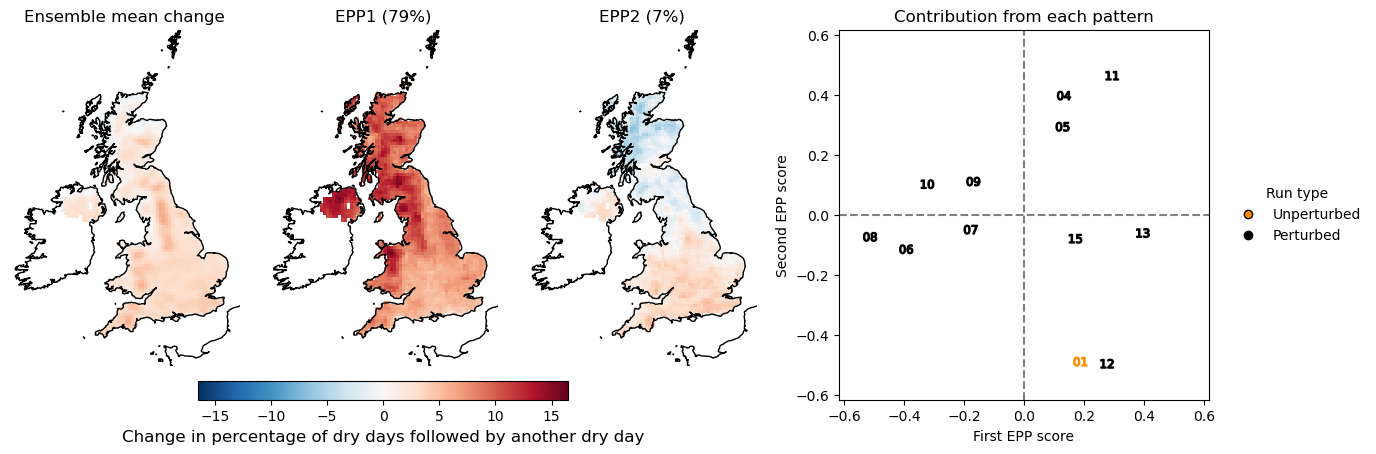 Ensemble mean change
EPP1 (79%)
EPP2 (7%)
−15 −10 −5 0 5 10 15
Change in percentage of dry days followed by another dry day
Contribution from each pattern
Second EPP score
0.6
0.4
0.2
0.0
−0.2
−0.4
−0.6
11
04
05
10
09
08
06
07
15
13
01
12
−0.6 −0.4 −0.2 0.0 0.2 0.4 0.6
First EPP score
Run type
Unperturbed
Perturbed